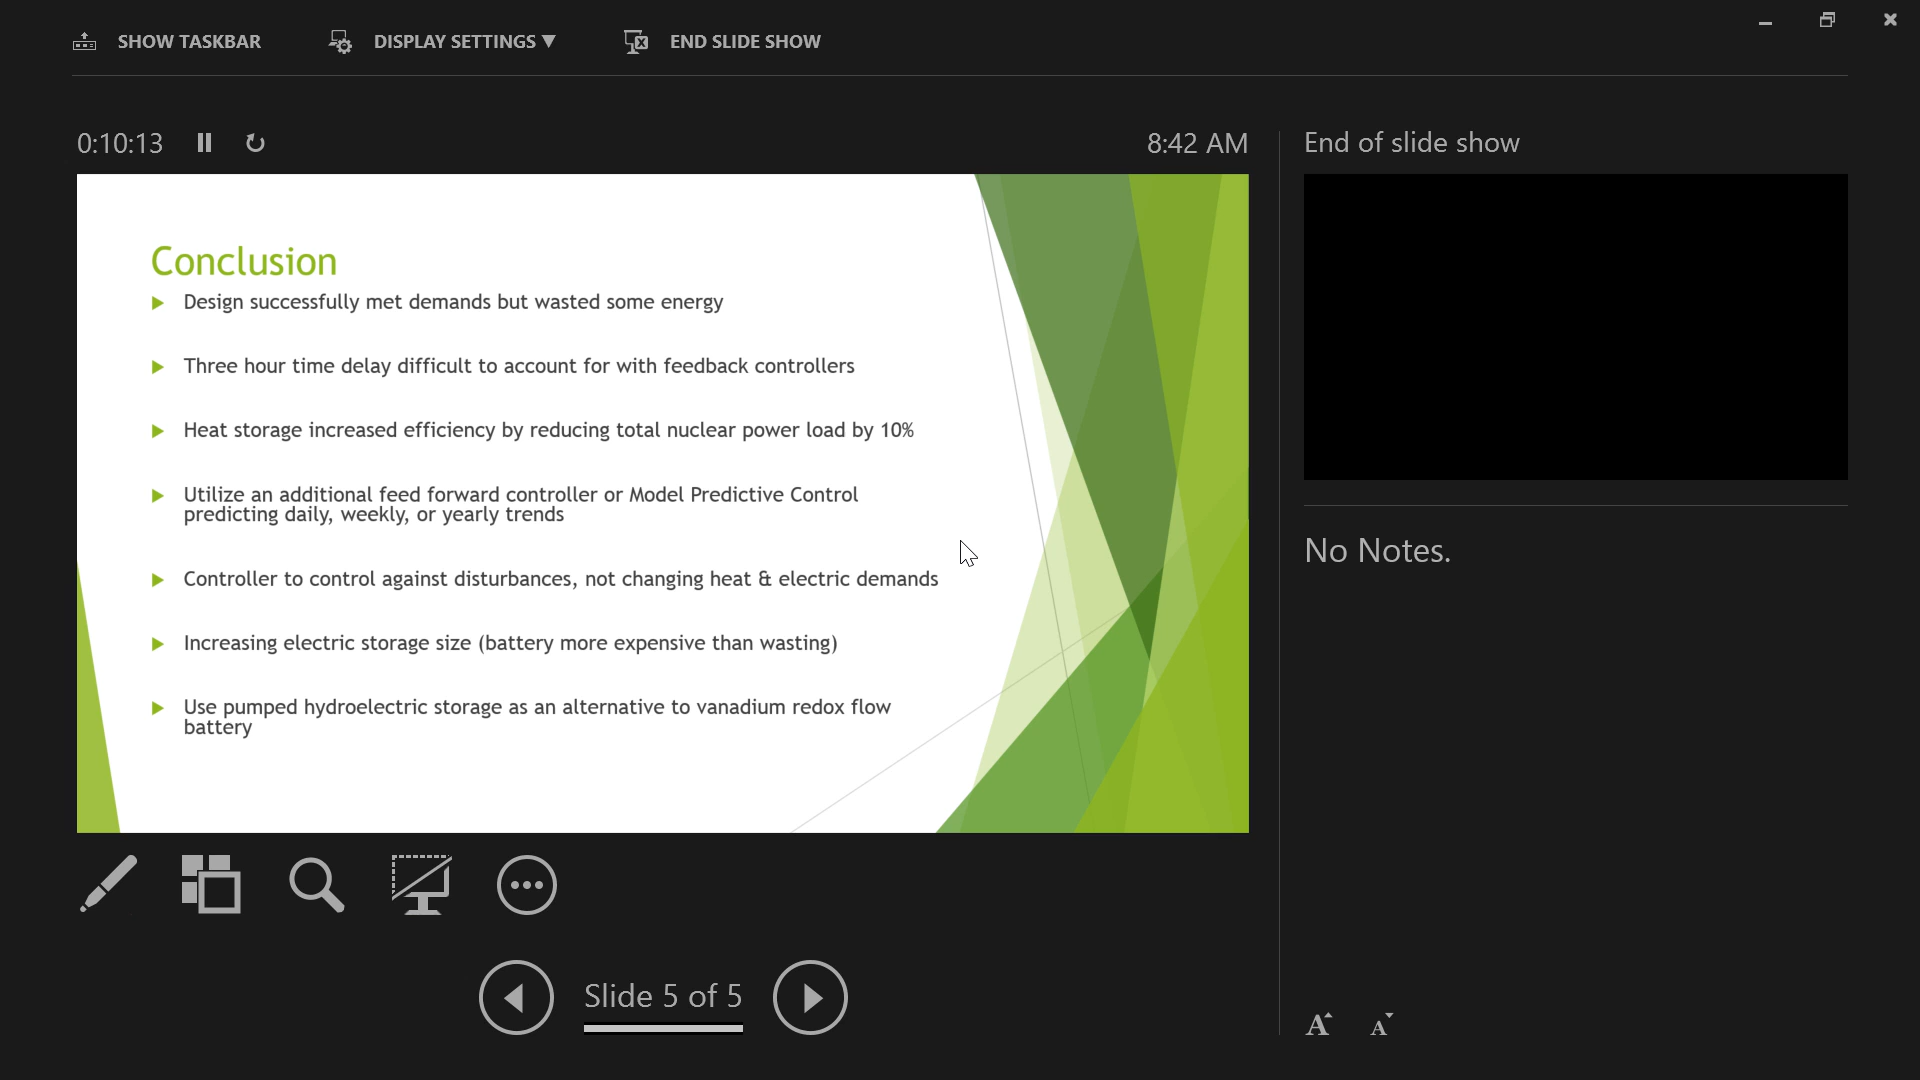 SHOW TASKBAR
DISPLAY SETTINGS ▼
END SLIDE SHOW
0:10:13
8:42 AM
End of slide show
Conclusion
Design successfully met demands but wasted some energy
Three hour time delay difficult to account for with feedback controllers
Heat storage increased efficiency by reducing total nuclear power load by 10%
Utilize an additional feed forward controller or Model Predictive Control
predicting daily, weekly, or yearly trends
Controller to control against disturbances, not changing heat & electric demands
Increasing electric storage size (battery more expensive than wasting)
Use pumped hydroelectric storage as an alternative to vanadium redox flow
battery
No Notes.
Slide 5 of 5
A
A